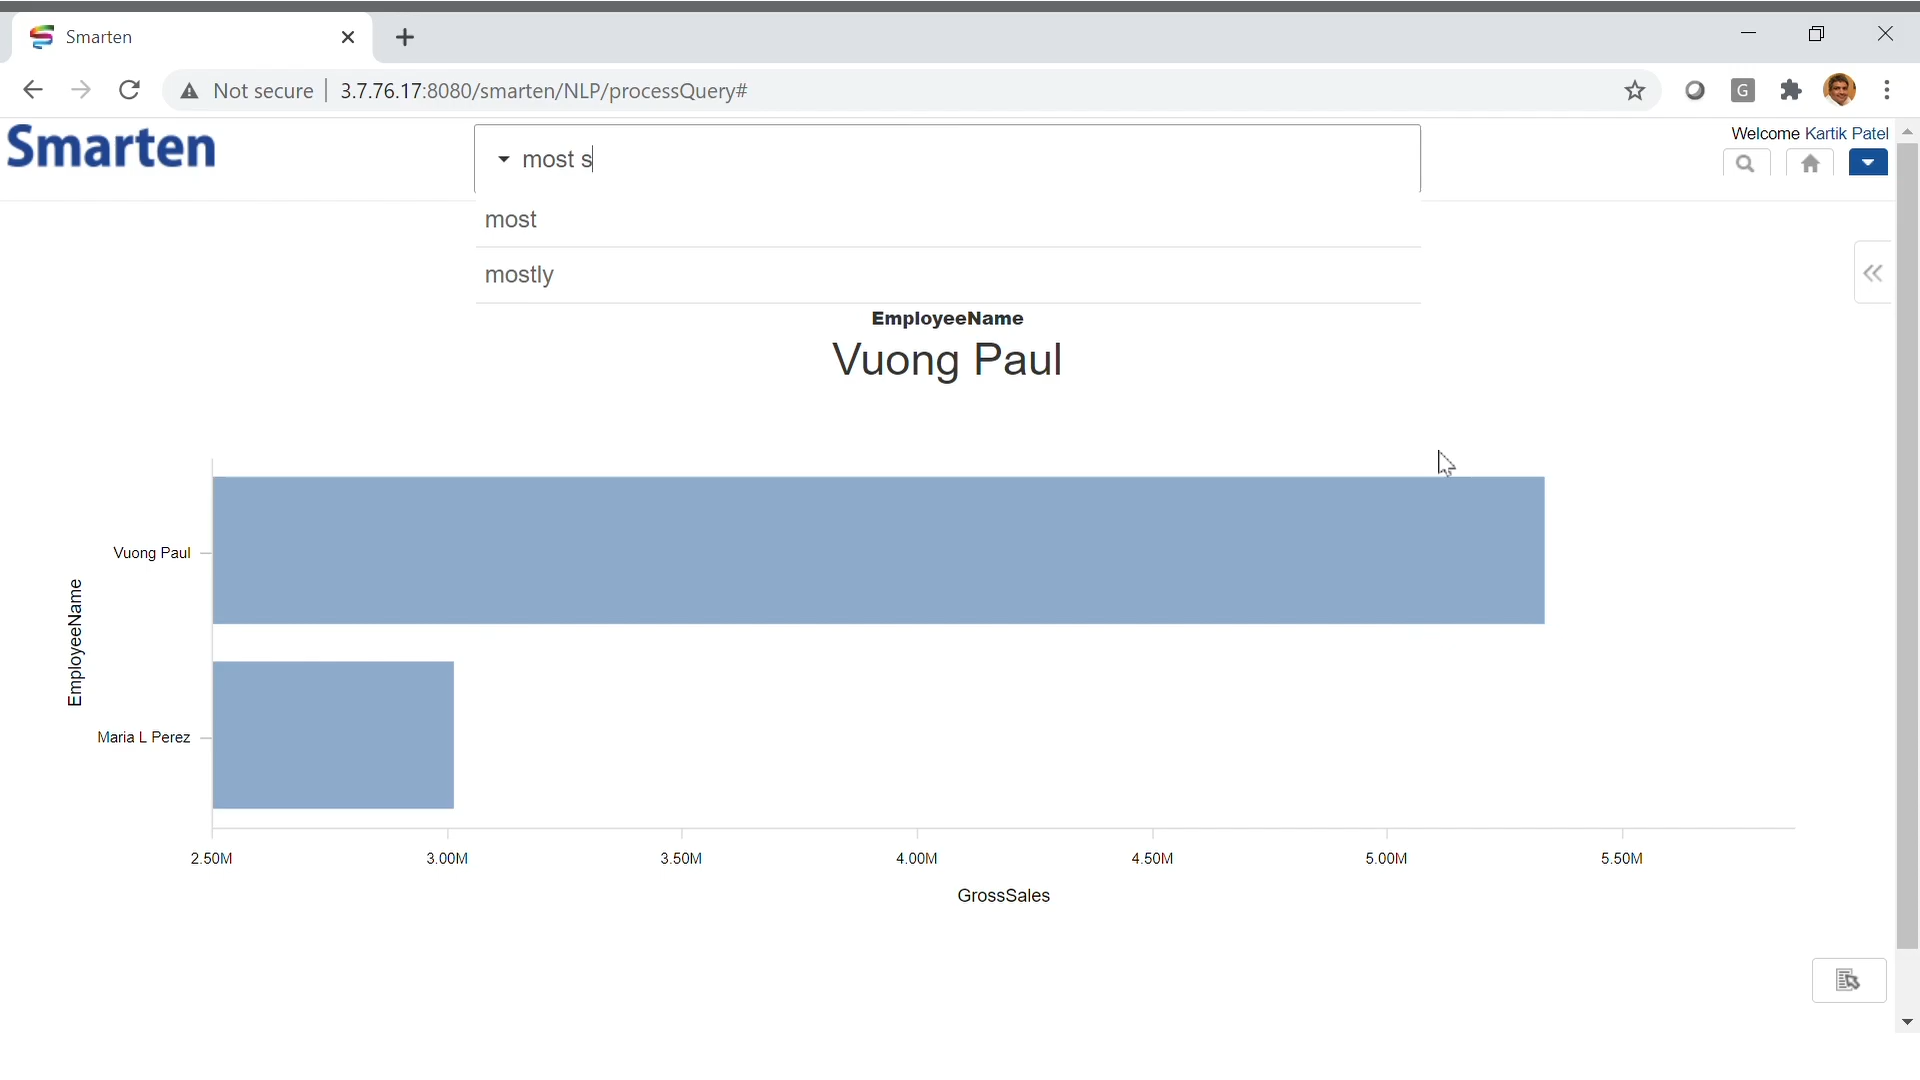 Smarten
Not secure
3.7.76.17:8080/smarten/NLP/processQuery#
G
Smarten
most s
Welcome Kartik Patel
most
mostly
EmployeeName
Vuong Paul
EmployeeName
Vuong Paul
Maria L Perez
2.50M 3.00M 3.50M 4.00M 4.50M 5.00M 5.50M
GrossSales